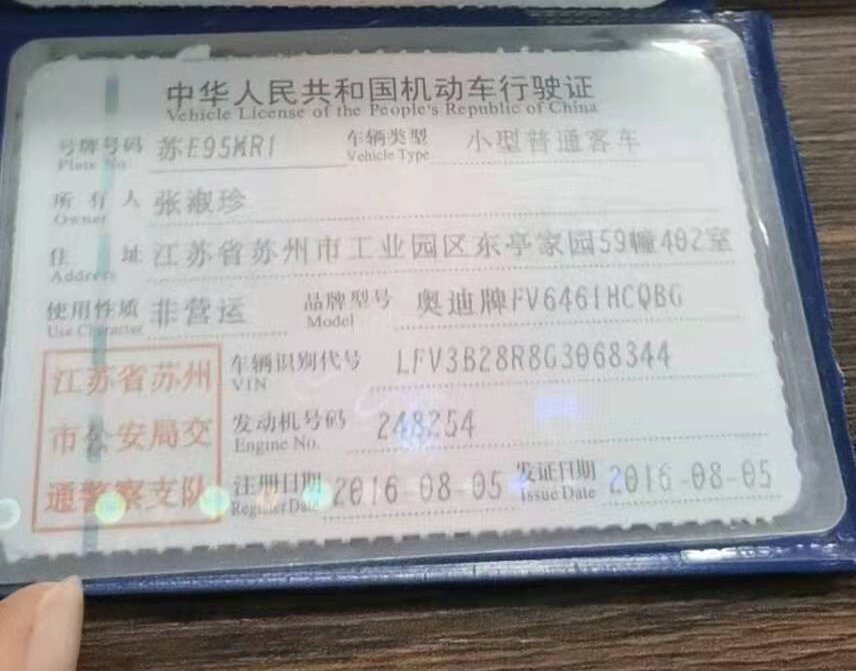 中华人民共和国机动车行驶证
Vehicle License of the People's Republic of China
号牌号码 苏E95MR1 车辆类型 小型普通客车
Plate No. Vehicle Type
所有人 张淑珍
Owner
住址 江苏省苏州市工业园区东亭家园59幢402室
Address
使用性质 非营运 品牌型号 奥迪牌FV6461HCQBG
Use Character Model
江苏省苏州 车辆识别代号 LFV3B28R8G3068344
VIN
市公安局交 发动机号码 248254
Engine No.
通警察支队 注册日期 2016-08-05 发证日期 2016-08-05
Register Date Issue Date